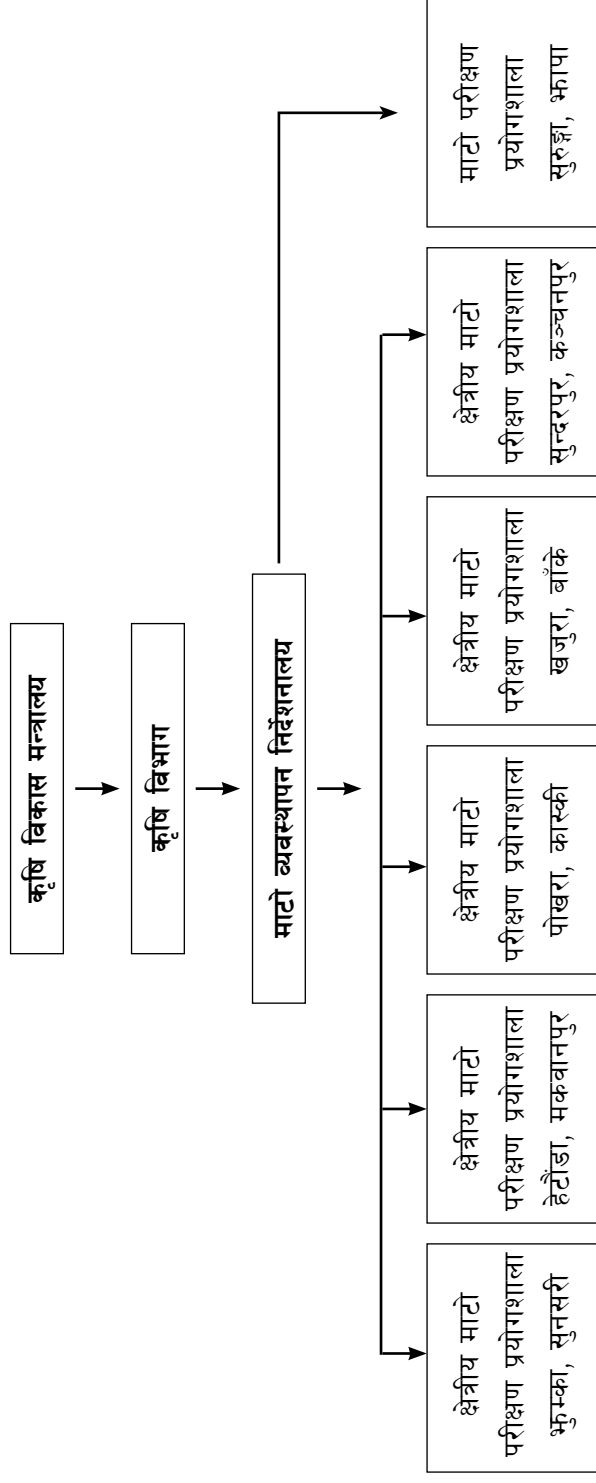 कृषि विकास मन्त्रालय
कृषि विभाग
माटो व्यवस्थापन निर्देशनालय
क्षेत्रीय माटो
परीक्षण प्रयोगशाला
झुम्का, सुनसरी
क्षेत्रीय माटो
परीक्षण प्रयोगशाला
हेटौंडा, मकवानपुर
क्षेत्रीय माटो
परीक्षण प्रयोगशाला
पोखरा, कास्की
क्षेत्रीय माटो
परीक्षण प्रयोगशाला
खजुरा, बाँके
क्षेत्रीय माटो
परीक्षण प्रयोगशाला
सुन्दरपुर, कञ्चनपुर
माटो परीक्षण
प्रयोगशाला
सुरुङ्गा, झापा